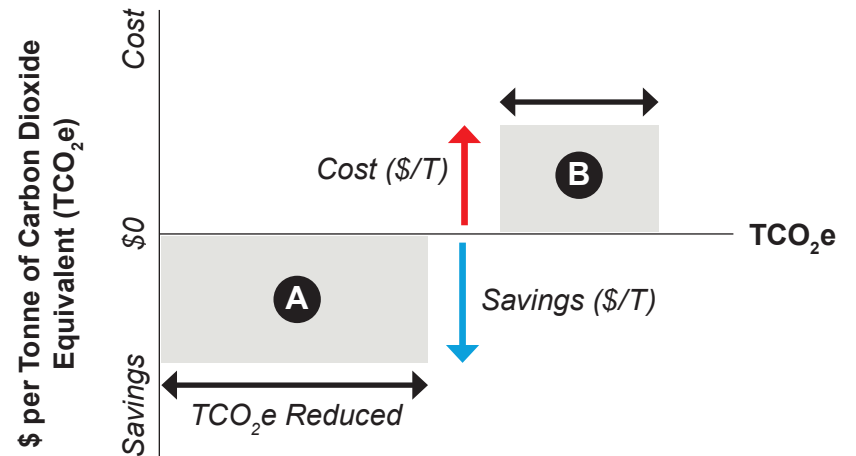 $ per Tonne of Carbon Dioxide
Equivalent (TCO₂e)
Cost
$0
Savings
Cost ($/T)
B
TCO₂e
A
Savings ($/T)
TCO₂e Reduced